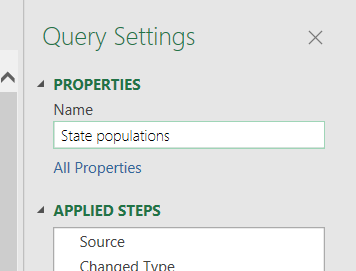 Query Settings
PROPERTIES
Name
State populations
All Properties
APPLIED STEPS
Source
Changed Type